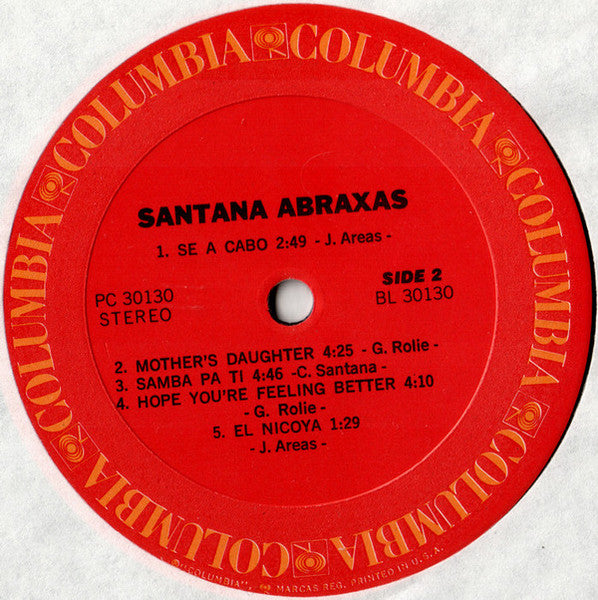 COLUMBIA COLUMBIA COLUMBIA COLUMBIA COLUMBIA COLUMBIA
SANTANA ABRAXAS
1. SE A CABO 2:49 - J. Areas -
PC 30130
STEREO
SIDE 2
BL 30130
2. MOTHER'S DAUGHTER 4:25 - G. Rolie -
3. SAMBA PA TI 4:46 -C. Santana -
4. HOPE YOU'RE FEELING BETTER 4:10
- G. Rolie -
5. EL NICOYA 1:29
- J. Areas -
"COLUMBIA", MARCAS REG. PRINTED IN U.S.A.